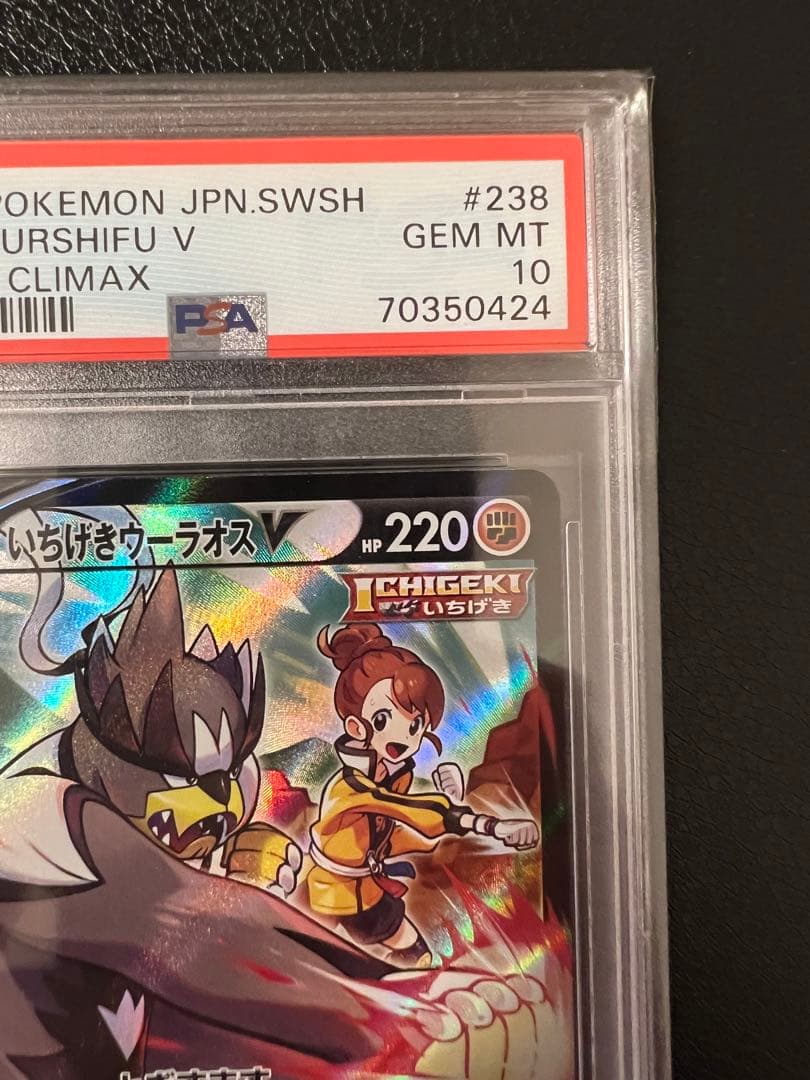 POKEMON JPN.SWSH #238
URSHIFU V GEM MT
CLIMAX 10
PSA 70350424
いちげきウーラオスV HP 220
ICHIGEKI
いちげき